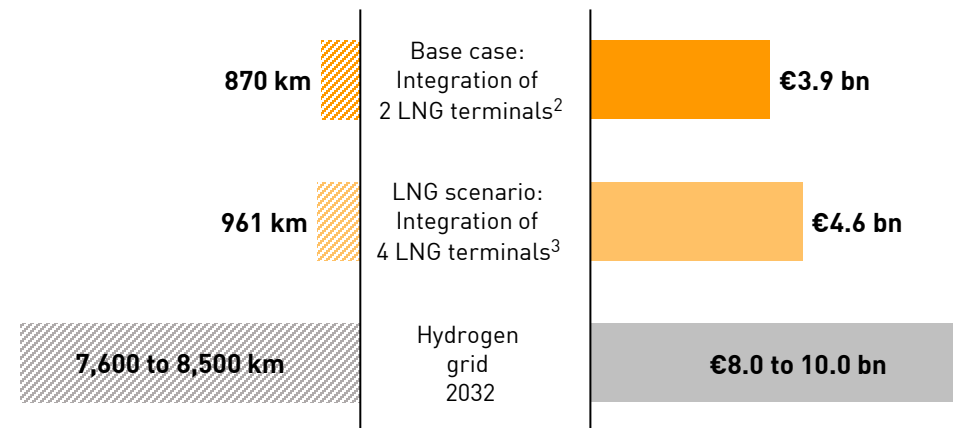 870 km
Base case:
Integration of
2 LNG terminals²
€3.9 bn
961 km
LNG scenario:
Integration of
4 LNG terminals³
€4.6 bn
7,600 to 8,500 km
Hydrogen
grid
2032
€8.0 to 10.0 bn